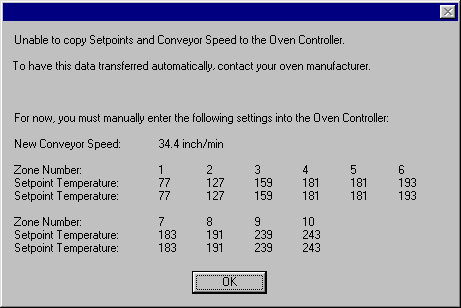 Unable to copy Setpoints and Conveyor Speed to the Oven Controller.
To have this data transferred automatically, contact your oven manufacturer.
For now, you must manually enter the following settings into the Oven Controller:
New Conveyor Speed: 34.4 inch/min
Zone Number: 1 2 3 4 5 6
Setpoint Temperature: 77 127 159 181 181 193
Setpoint Temperature: 77 127 159 181 181 193
Zone Number: 7 8 9 10
Setpoint Temperature: 183 191 239 243
Setpoint Temperature: 183 191 239 243
OK